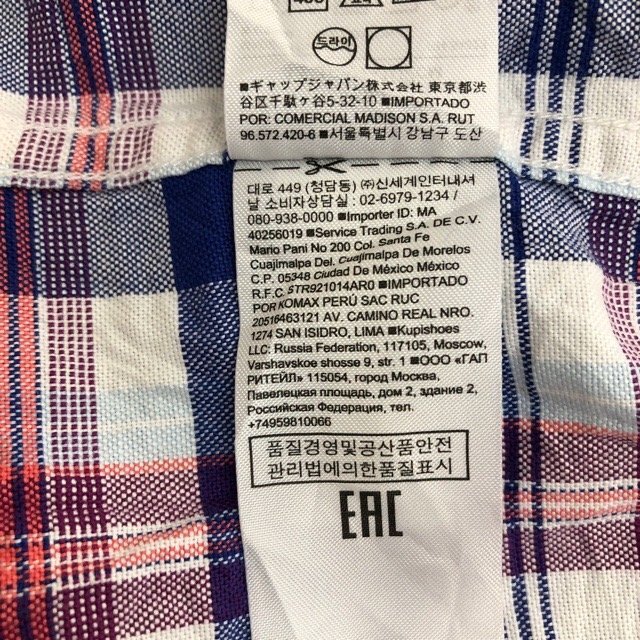 드라이
■ギャップジャパン株式会社 東京都渋
谷区千駄ヶ谷5-32-10 ■IMPORTADO
POR: COMERCIAL MADISON S.A. RUT
96.572.420-6 ■서울특별시 강남구 도산
대로 449 (청담동) ㈜신세계인터내셔
날 소비자상담실: 02-6979-1234 /
080-938-0000 ■Importer ID: MA
40256019 ■Service Trading S.A. DE C.V.
Mario Pani No 200 Col. Santa Fe
Cuajimalpa Del. Cuajimalpa De Morelos
C.P. 05348 Ciudad De México México
R.F.C. STR921014AR0 ■IMPORTADO
POR KOMAX PERÚ SAC RUC
20516463121 AV. CAMINO REAL NRO.
1274 SAN ISIDRO, LIMA ■Kupishoes
LLC: Russia Federation, 117105, Moscow,
Varshavskoe shosse 9, str. 1 ■ООО «ГАП
РИТЕЙЛ» 115054, город Москва,
Павелецкая площадь, дом 2, здание 2,
Российская Федерация, тел.
+74959810066
품질경영및공산품안전
관리법에의한품질표시
EAC